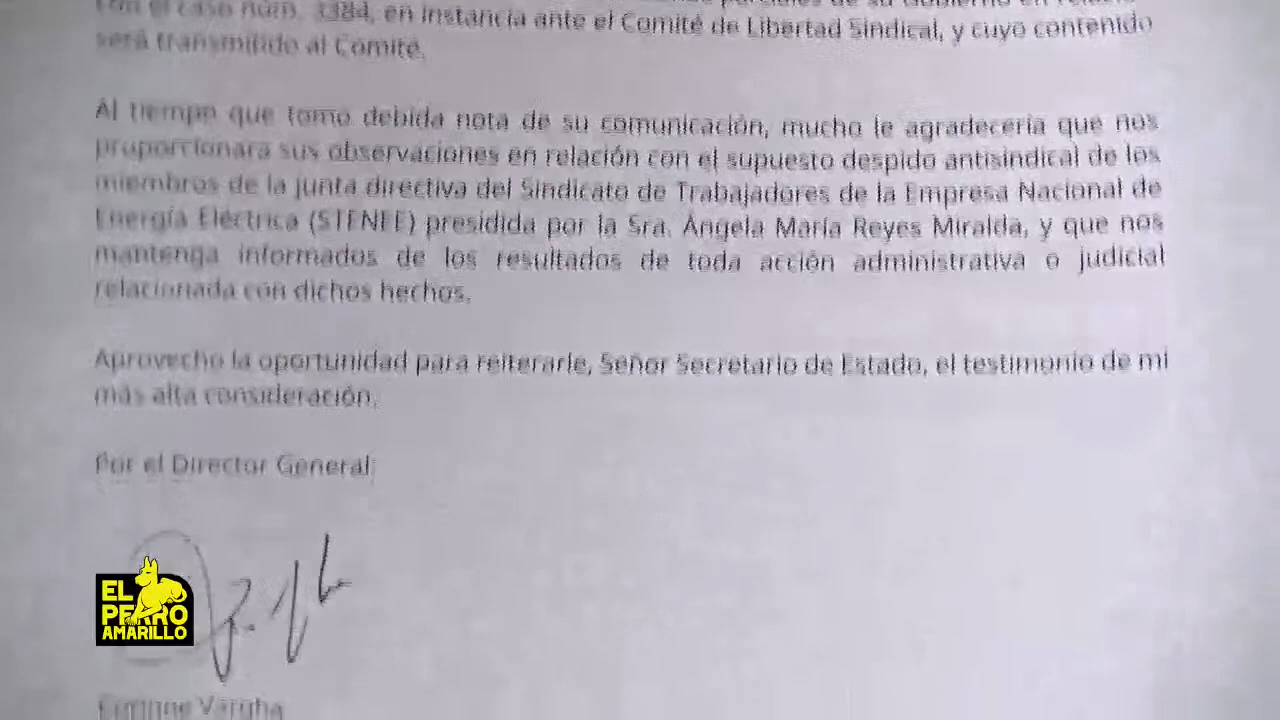 con el caso núm. 3384, en instancia ante el Comité de Libertad Sindical, y cuyo contenido
será transmitido al Comité.
Al tiempo que tomo debida nota de su comunicación, mucho le agradecería que nos
proporcionara sus observaciones en relación con el supuesto despido antisindical de los
miembros de la junta directiva del Sindicato de Trabajadores de la Empresa Nacional de
Energía Eléctrica (STENEE) presidida por la Sra. Ángela María Reyes Miralda, y que nos
mantenga informados de los resultados de toda acción administrativa o judicial
relacionada con dichos hechos.
Aprovecho la oportunidad para reiterarle, Señor Secretario de Estado, el testimonio de mi
más alta consideración.
Por el Director General:
EL
PERRO
AMARILLO
Corinne Vargha